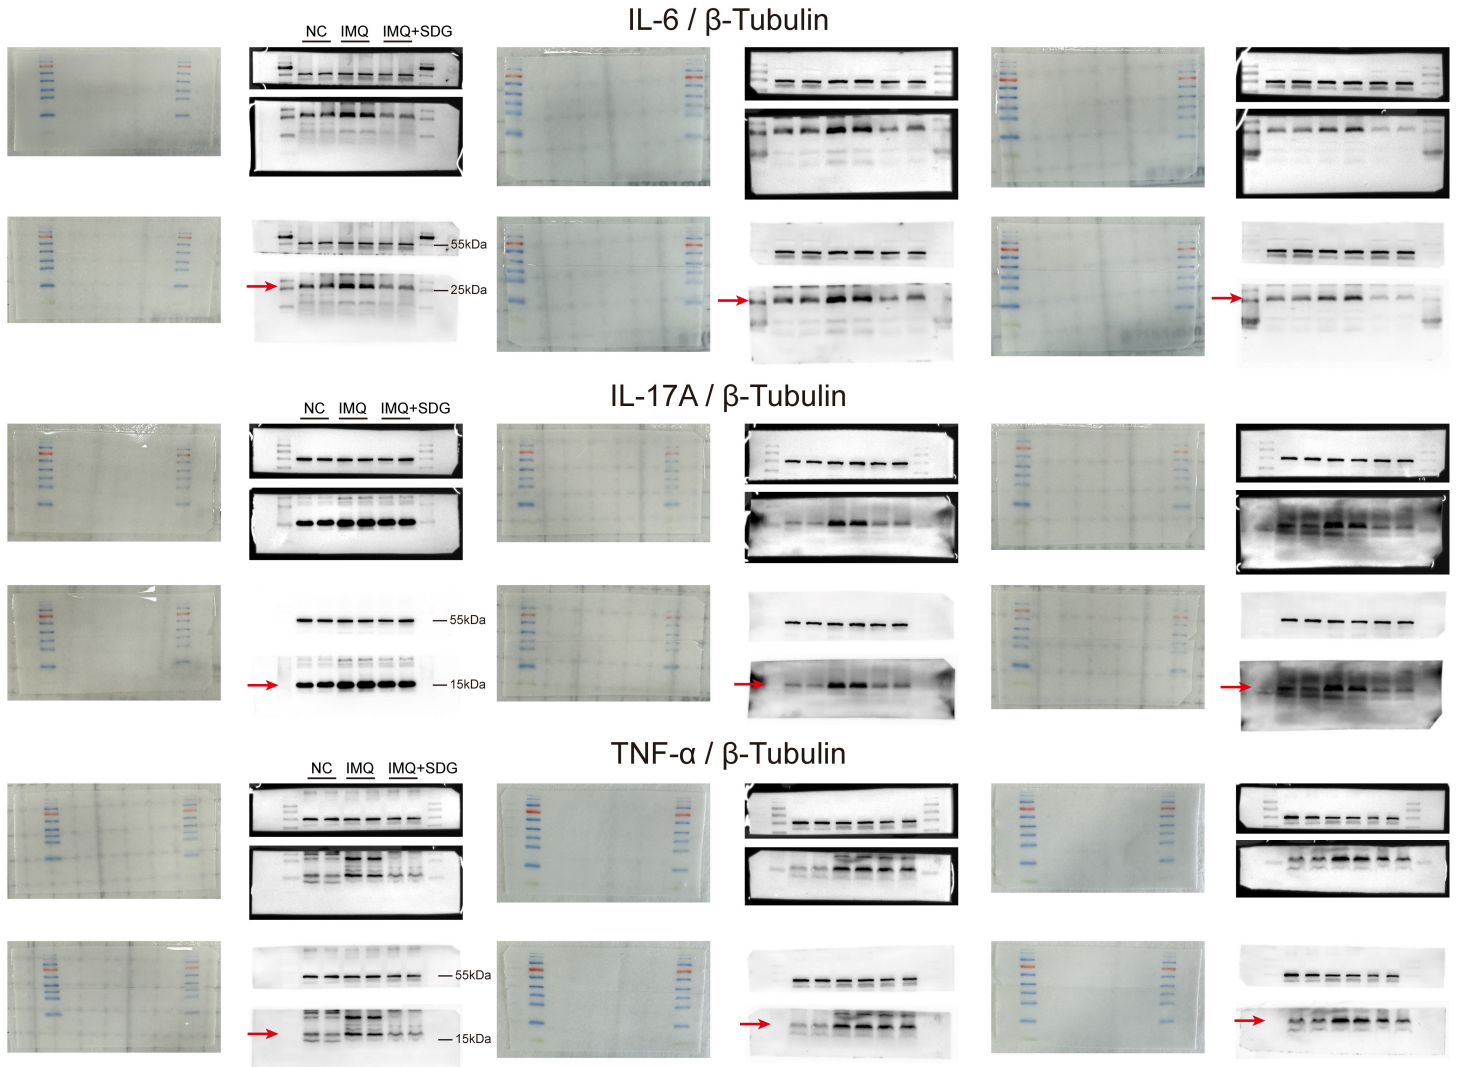 IL-6 / β-Tubulin
NC IMQ IMQ+SDG
55kDa
25kDa
IL-17A / β-Tubulin
NC IMQ IMQ+SDG
55kDa
15kDa
TNF-α / β-Tubulin
NC IMQ IMQ+SDG
55kDa
15kDa